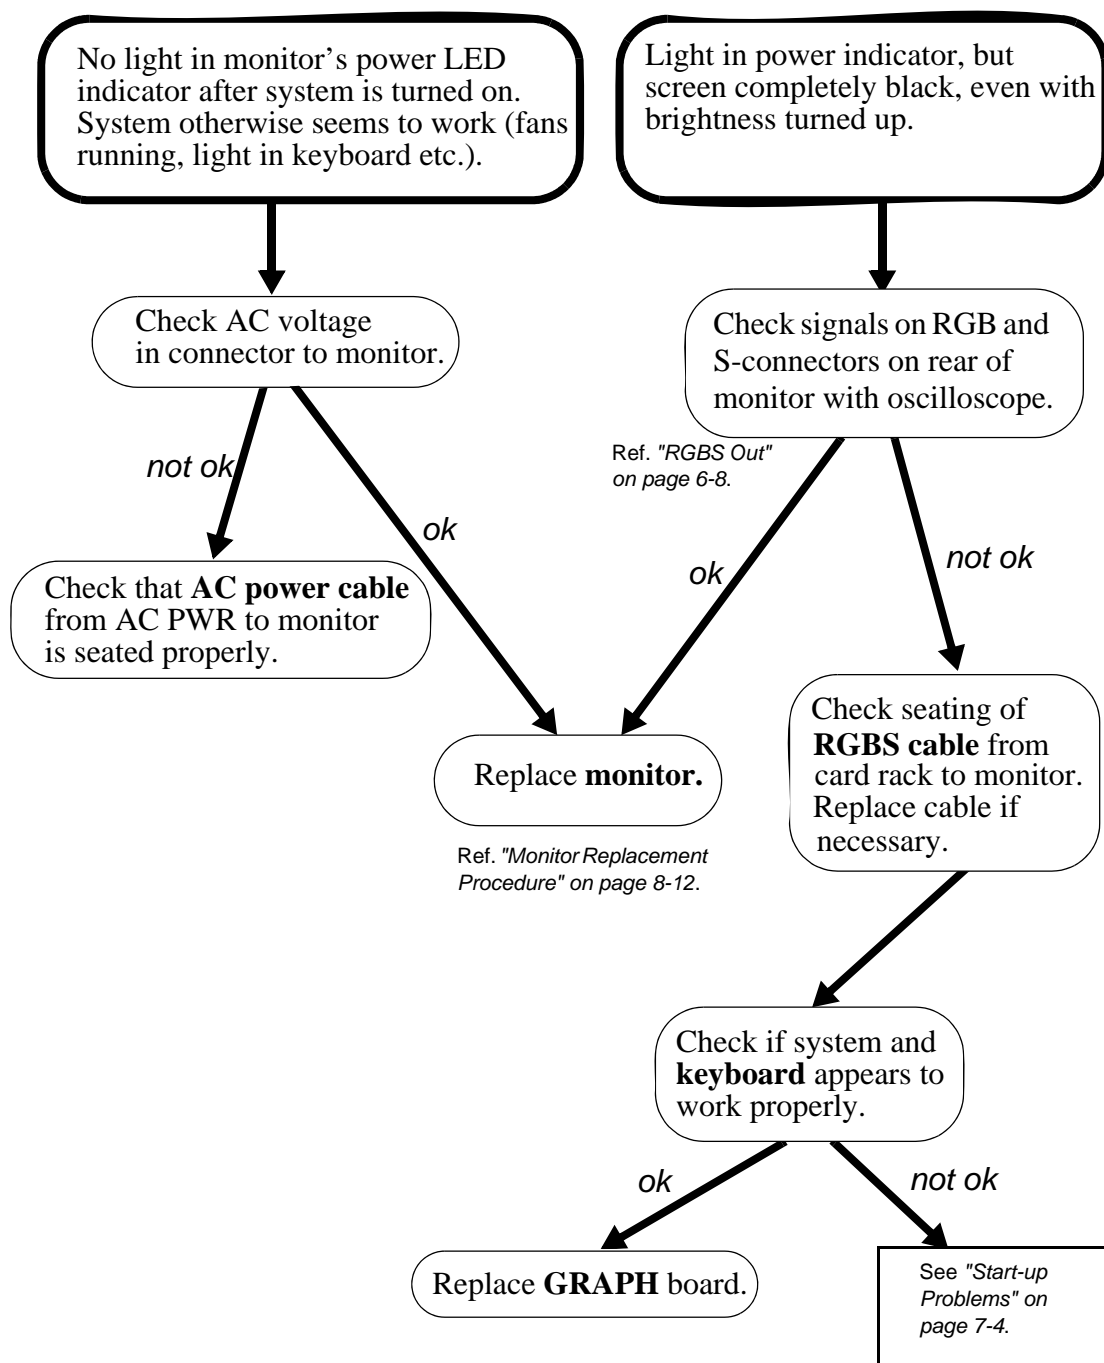 No light in monitor’s power LED
indicator after system is turned on.
System otherwise seems to work (fans
running, light in keyboard etc.).
Light in power indicator, but
screen completely black, even with
brightness turned up.
Check AC voltage
in connector to monitor.
Check signals on RGB and
S-connectors on rear of
monitor with oscilloscope.
Ref. "RGBS Out"
on page 6-8.
not ok
ok
ok
not ok
Check that AC power cable
from AC PWR to monitor
is seated properly.
Check seating of
RGBS cable from
card rack to monitor.
Replace cable if
necessary.
Replace monitor.
Ref. "Monitor Replacement
Procedure" on page 8-12.
Check if system and
keyboard appears to
work properly.
ok
not ok
Replace GRAPH board.
See "Start-up
Problems" on
page 7-4.